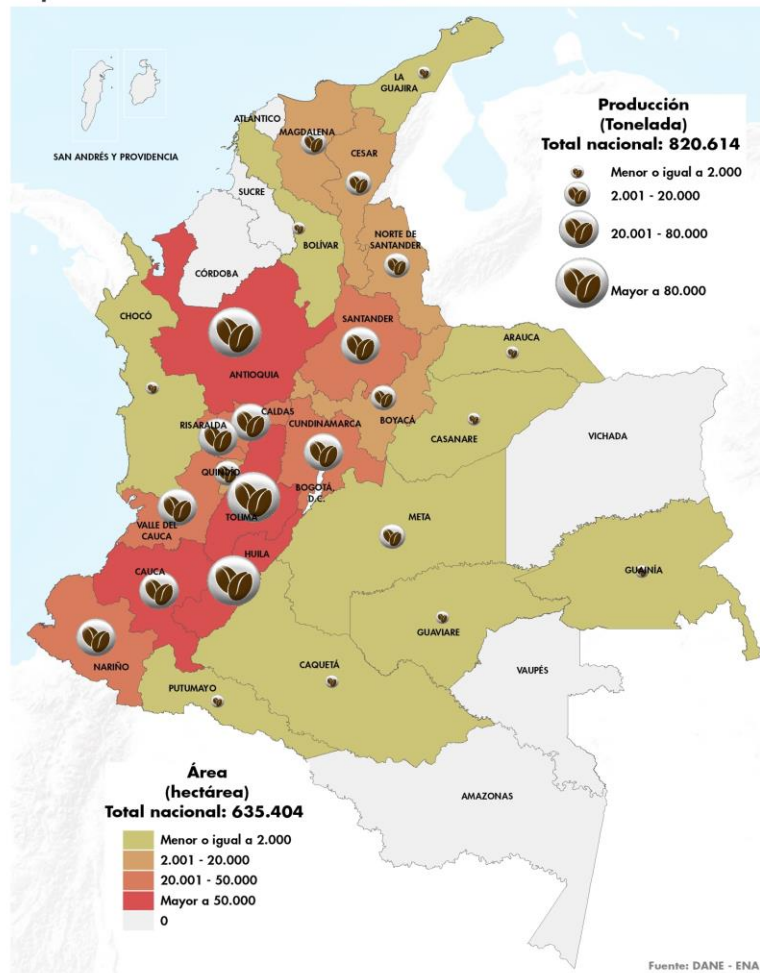 LA
GUAJIRA
ATLÁNTICO
MAGDALENA
CESAR
SAN ANDRÉS Y PROVIDENCIA
SUCRE
NORTE DE
SANTANDER
BOLÍVAR
CÓRDOBA
CHOCÓ
SANTANDER
ARAUCA
ANTIOQUIA
CALDAS
RISARALDA
CUNDINAMARCA
BOYACÁ
CASANARE
VICHADA
QUINDÍO
BOGOTÁ,
D.C.
TOLIMA
VALLE DEL
CAUCA
META
HUILA
CAUCA
GUAINÍA
GUAVIARE
NARIÑO
CAQUETÁ
VAUPÉS
PUTUMAYO
AMAZONAS
Producción
(Tonelada)
Total nacional: 820.614
Menor o igual a 2.000
2.001 - 20.000
20.001 - 80.000
Mayor a 80.000
Área
(hectárea)
Total nacional: 635.404
Menor o igual a 2.000
2.001 - 20.000
20.001 - 50.000
Mayor a 50.000
0
Fuente: DANE - ENA